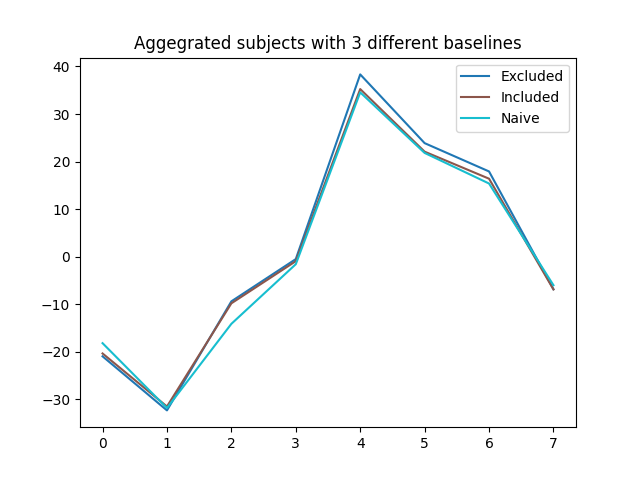 Aggegrated subjects with 3 different baselines
40
30
20
10
0
−10
−20
−30
Excluded
Included
Naive
0 1 2 3 4 5 6 7